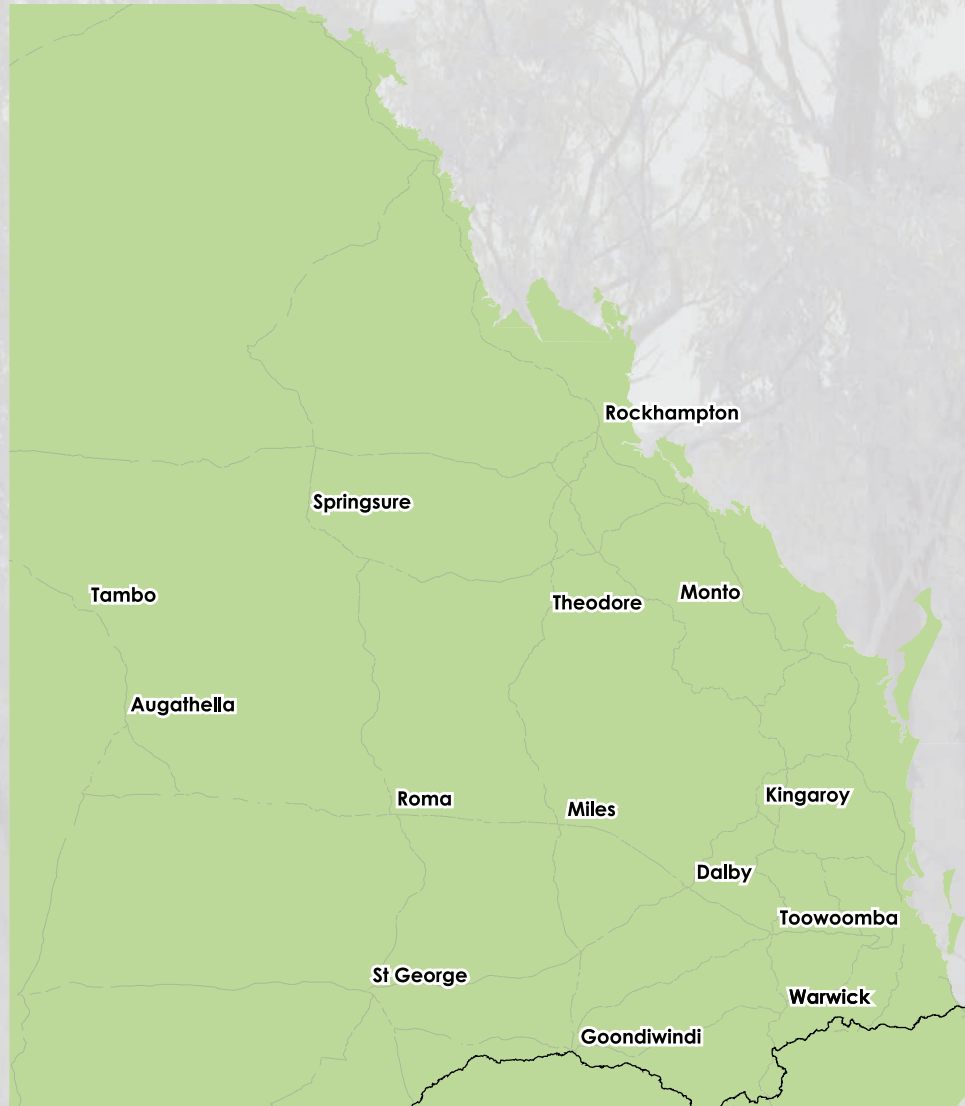 Rockhampton
Springsure
Tambo
Theodore
Monto
Augathella
Roma
Miles
Kingaroy
Dalby
Toowoomba
St George
Warwick
Goondiwindi